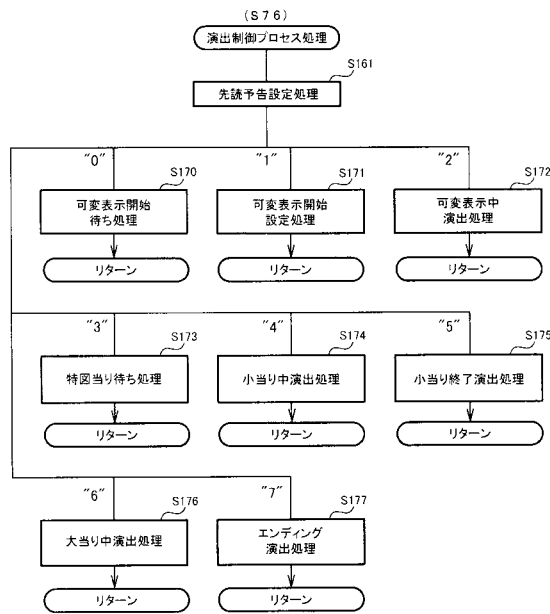 (S76)
演出制御プロセス処理
S161
先読予告設定処理
"0"
"1"
"2"
S170
S171
S172
可変表示開始
待ち処理
可変表示開始
設定処理
可変表示中
演出処理
リターン
リターン
リターン
"3"
"4"
"5"
S173
S174
S175
特図当り待ち処理
小当り中演出処理
小当り終了演出処理
リターン
リターン
リターン
"6"
"7"
S176
S177
大当り中演出処理
エンディング
演出処理
リターン
リターン